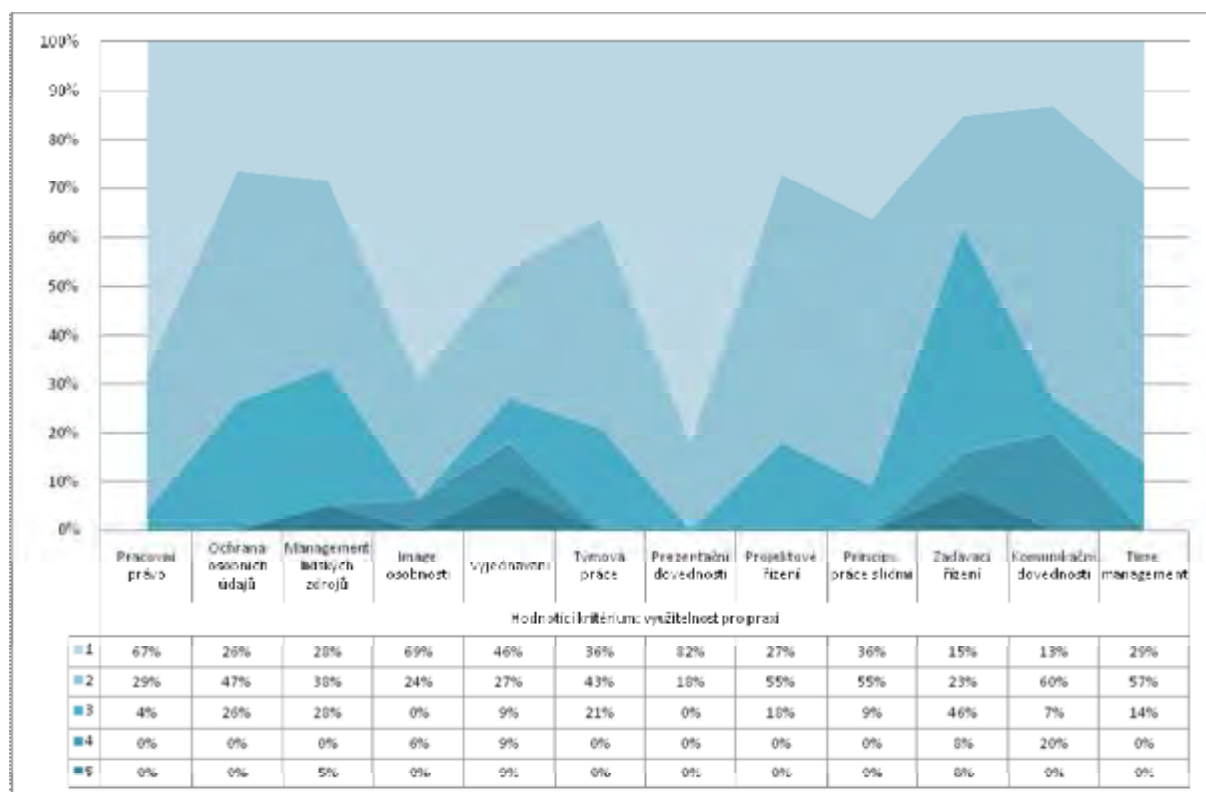 100%
90%
80%
70%
60%
50%
40%
30%
20%
10%
0%
Pracovní právo
Ochrana osobních údajů
Management lidských zdrojů
Image osobnosti
Vyjednávání
Týmová práce
Prezentační dovednosti
Projektové řízení
Principy práce s lidmi
Zadávací řízení
Komunikační dovednosti
Time management
Hodnotící kritérium: využitelnost pro praxi
1 67% 26% 28% 69% 46% 36% 82% 27% 36% 15% 13% 29%
2 29% 47% 38% 24% 27% 43% 18% 55% 55% 23% 60% 57%
3 4% 26% 28% 0% 9% 21% 0% 18% 9% 46% 7% 14%
4 0% 0% 0% 6% 9% 0% 0% 0% 0% 8% 20% 0%
5 0% 0% 5% 0% 9% 0% 0% 0% 0% 8% 0% 0%